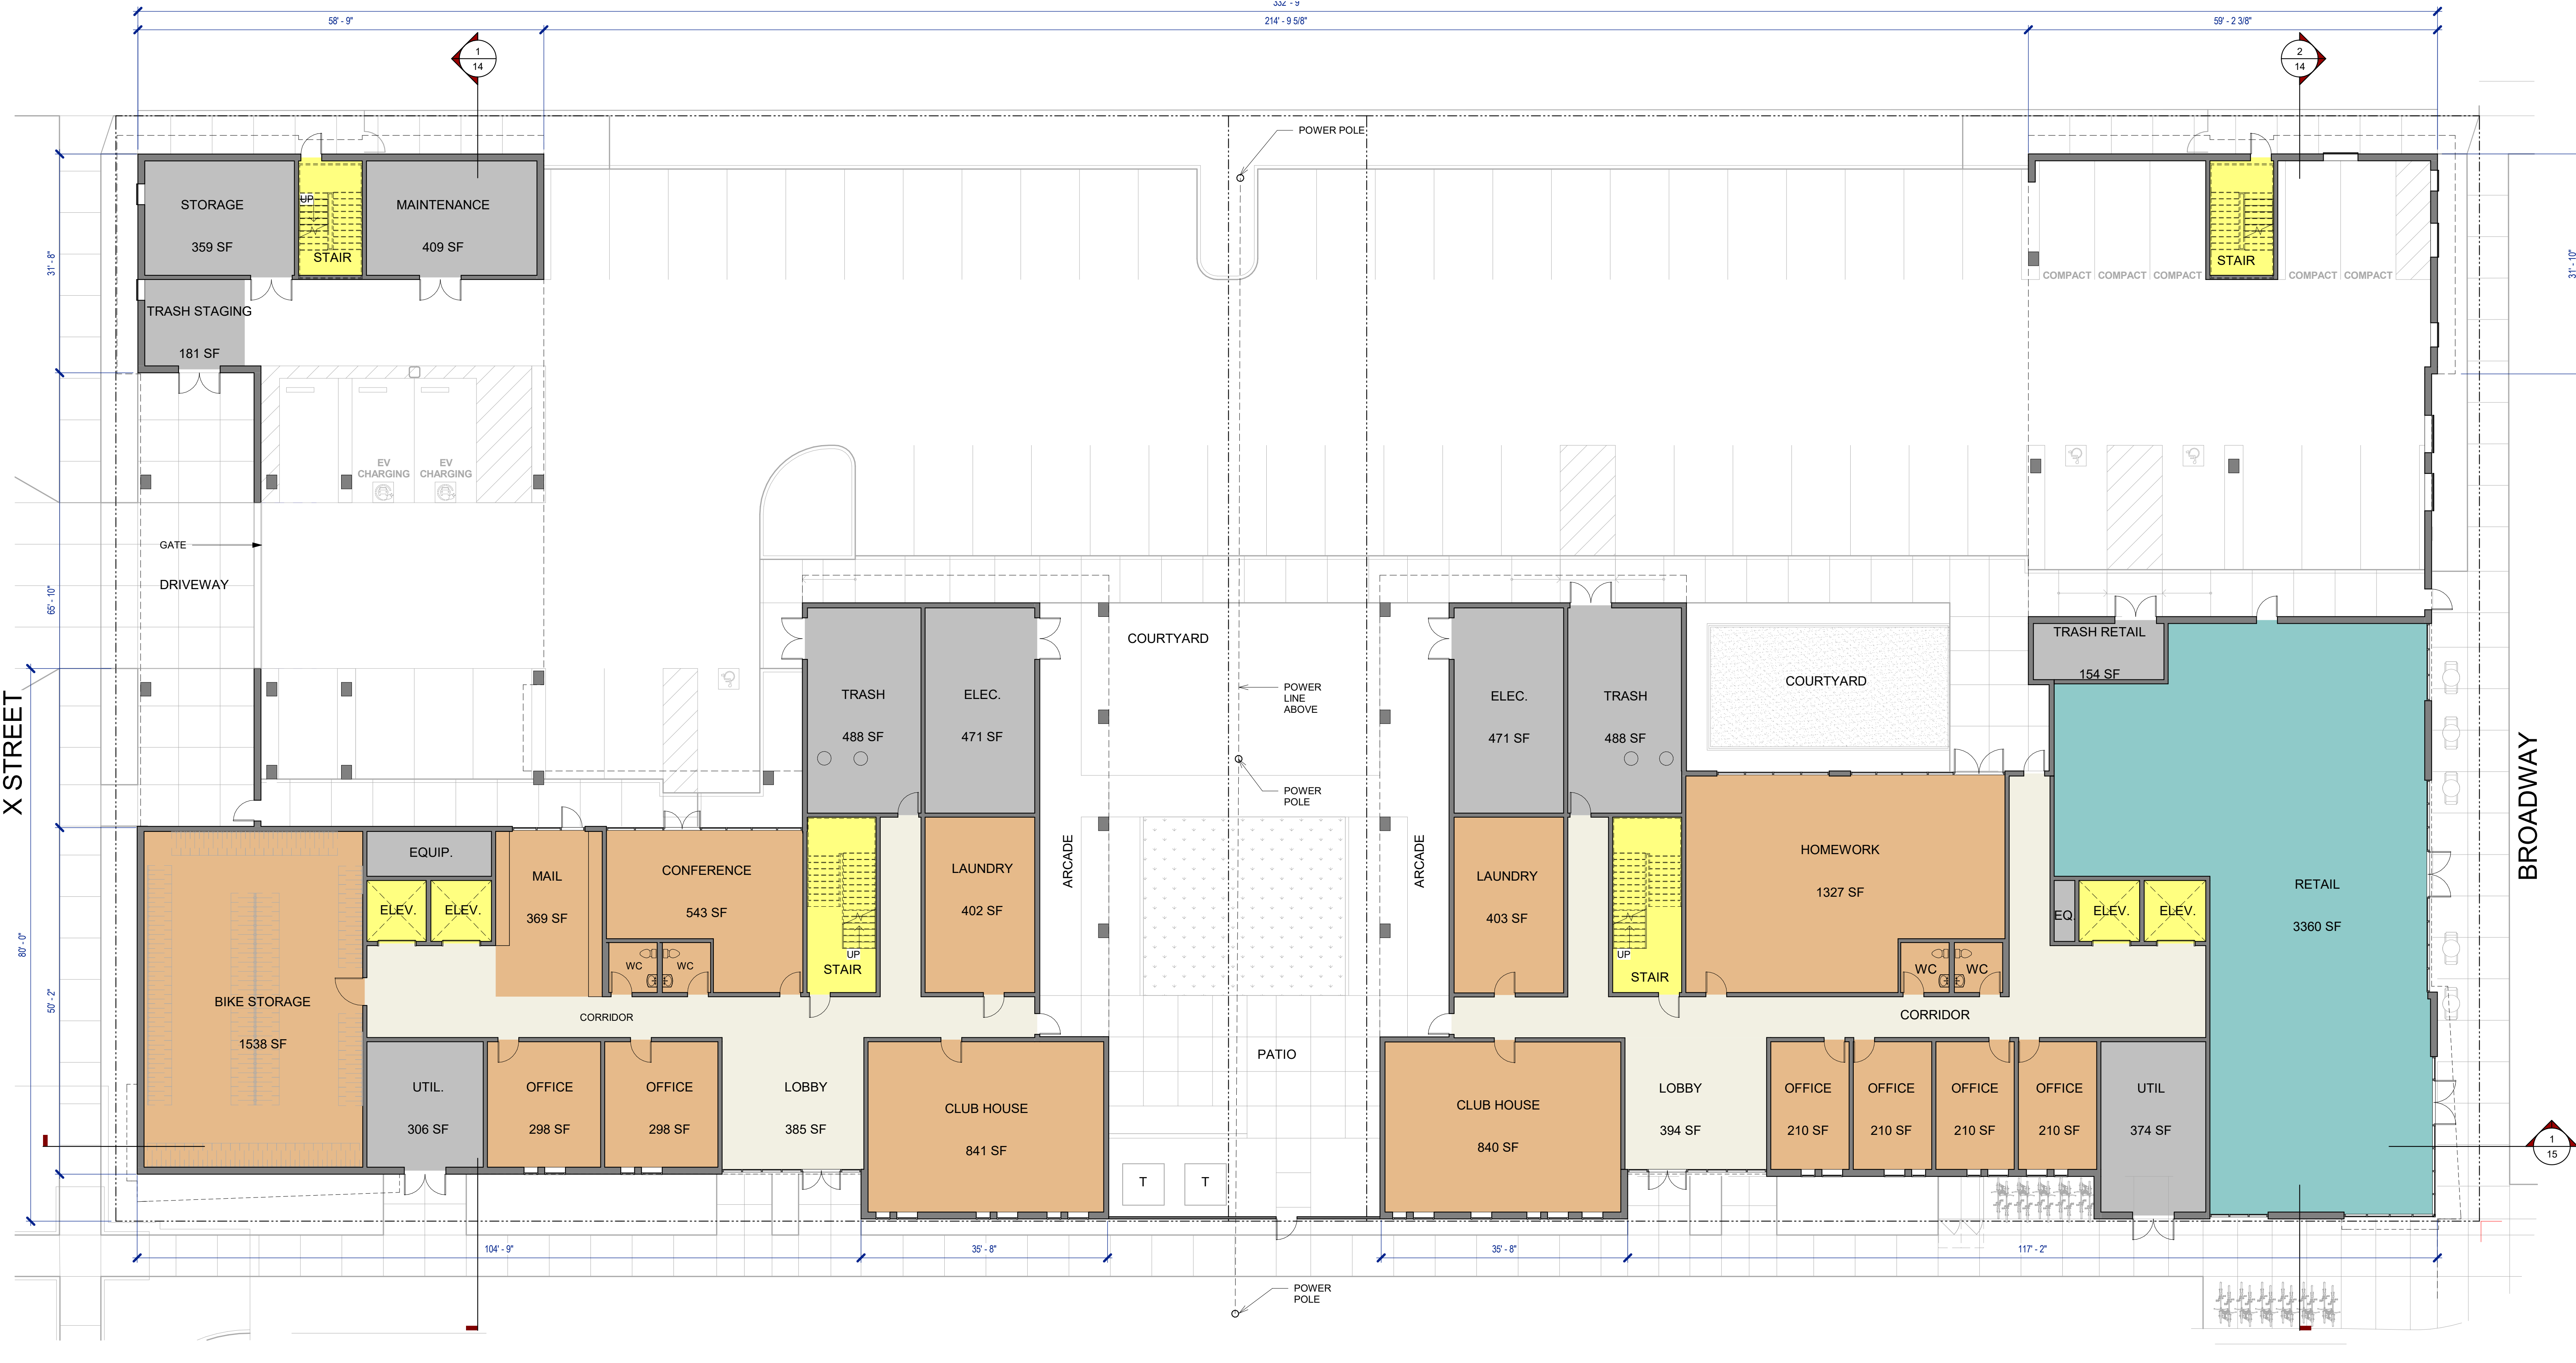 332' - 9"
58' - 9"
214' - 9 5/8"
59' - 2 3/8"
1
14
2
14
POWER POLE
STORAGE
359 SF
UP
STAIR
MAINTENANCE
409 SF
STAIR
COMPACT
COMPACT
COMPACT
COMPACT
COMPACT
31' - 8"
31' - 10"
TRASH STAGING
181 SF
EV
CHARGING
EV
CHARGING
GATE
DRIVEWAY
65' - 10"
X STREET
BROADWAY
TRASH
488 SF
ELEC.
471 SF
COURTYARD
POWER
LINE
ABOVE
POWER
POLE
ELEC.
471 SF
TRASH
488 SF
COURTYARD
TRASH RETAIL
154 SF
80' - 0"
50' - 2"
BIKE STORAGE
1538 SF
EQUIP.
ELEV.
ELEV.
MAIL
369 SF
CONFERENCE
543 SF
WC
WC
UP
STAIR
LAUNDRY
402 SF
ARCADE
ARCADE
LAUNDRY
403 SF
UP
STAIR
HOMEWORK
1327 SF
WC
WC
EQ.
ELEV.
ELEV.
RETAIL
3360 SF
CORRIDOR
CORRIDOR
UTIL.
306 SF
OFFICE
298 SF
OFFICE
298 SF
LOBBY
385 SF
CLUB HOUSE
841 SF
PATIO
T
T
CLUB HOUSE
840 SF
LOBBY
394 SF
OFFICE
210 SF
OFFICE
210 SF
OFFICE
210 SF
OFFICE
210 SF
UTIL
374 SF
1
15
104' - 9"
35' - 8"
35' - 8"
117' - 2"
POWER
POLE